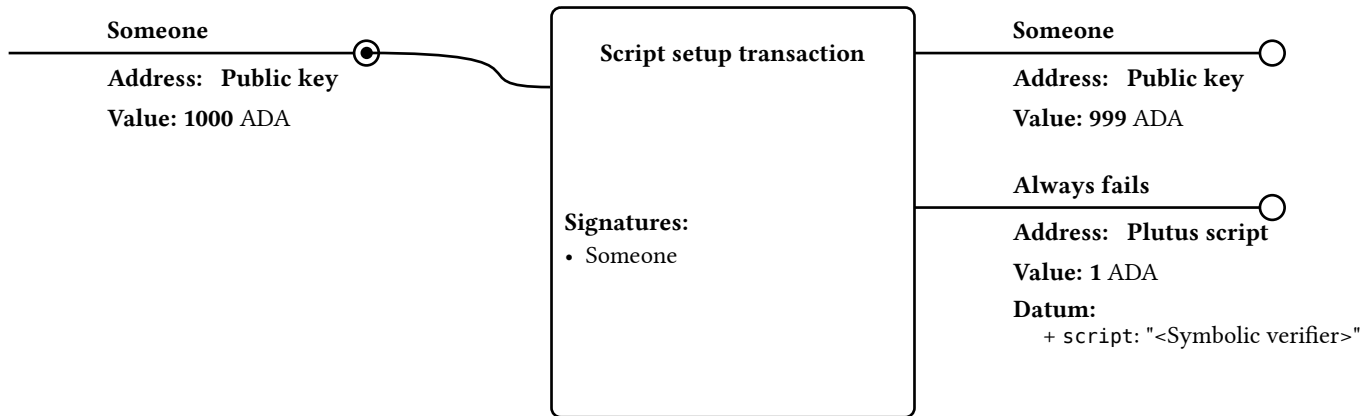 Someone
Address: Public key
Value: 1000 ADA
Script setup transaction
Signatures:
• Someone
Someone
Address: Public key
Value: 999 ADA
Always fails
Address: Plutus script
Value: 1 ADA
Datum:
+ script: "<Symbolic verifier>"